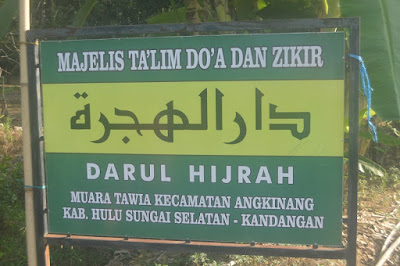 MAJELIS TA'LIM DO'A DAN ZIKIR
دار الهجرة
DARUL HIJRAH
MUARA TAWIA KECAMATAN ANGKINANG
KAB. HULU SUNGAI SELATAN - KANDANGAN